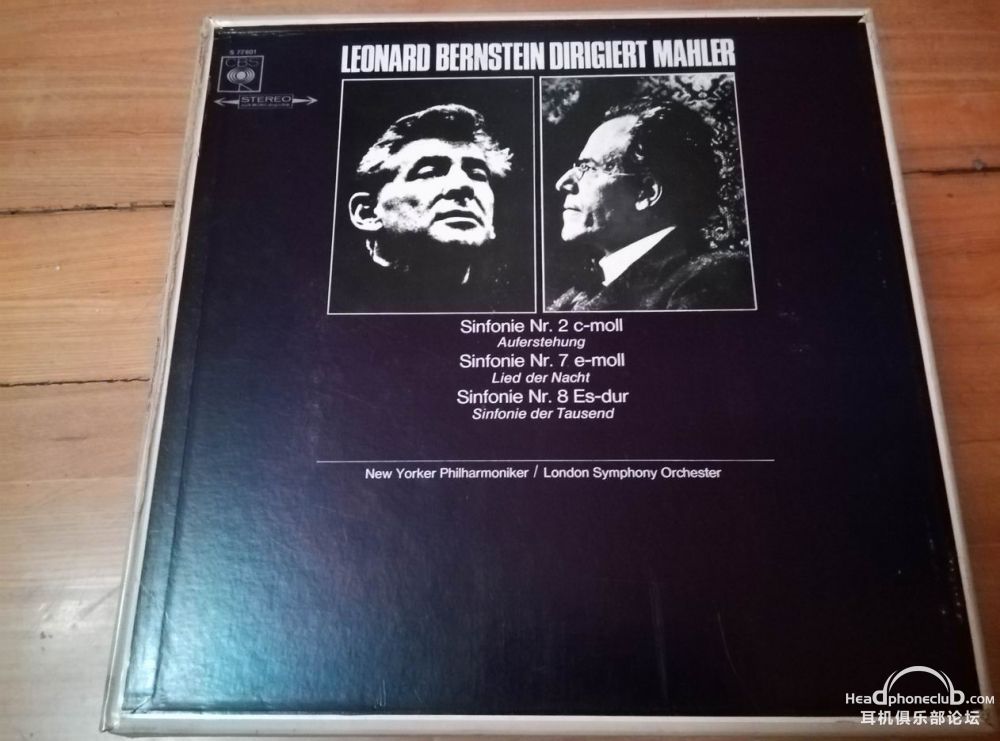 S 77601
CBS
STEREO
LEONARD BERNSTEIN DIRIGIERT MAHLER
Sinfonie Nr. 2 c-moll
Auferstehung
Sinfonie Nr. 7 e-moll
Lied der Nacht
Sinfonie Nr. 8 Es-dur
Sinfonie der Tausend
New Yorker Philharmoniker / London Symphony Orchester
Headphoneclub.com
耳机俱乐部论坛